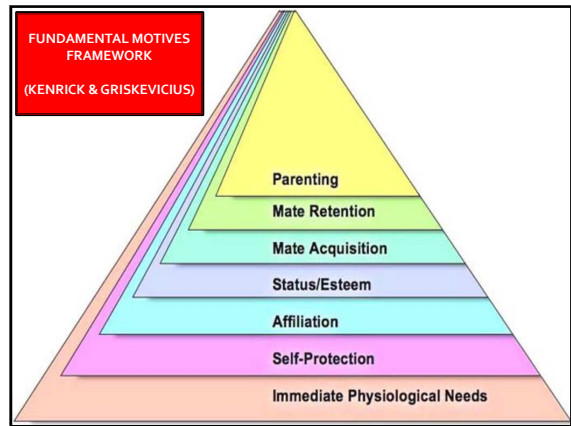 FUNDAMENTAL MOTIVES
FRAMEWORK
(KENRICK & GRISKEVICIUS)
Parenting
Mate Retention
Mate Acquisition
Status/Esteem
Affiliation
Self-Protection
Immediate Physiological Needs